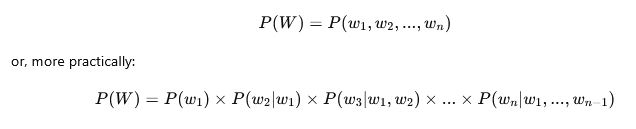 P(W) = P(w₁, w₂, ..., wₙ)
or, more practically:
P(W) = P(w₁) × P(w₂|w₁) × P(w₃|w₁, w₂) × ... × P(wₙ|w₁, ..., wₙ₋₁)